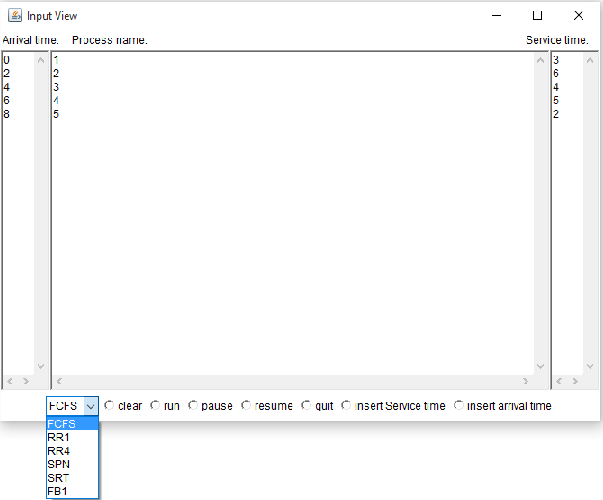 Input View
Arrival time. Process name. Service time.
0 1 3
2 2 6
4 3 4
6 4 5
8 5 2
FCFS clear run pause resume quit insert Service time insert arrival time
FCFS
RR1
RR4
SPN
SRT
FB1